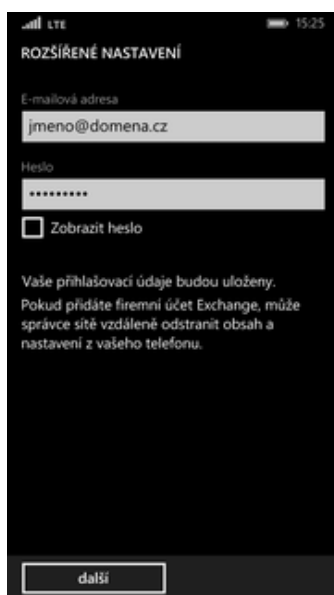 LTE 15:25
ROZŠÍŘENÉ NASTAVENÍ
E-mailová adresa
jmeno@domena.cz
Heslo
•••••••••
Zobrazit heslo
Vaše přihlašovací údaje budou uloženy.
Pokud přidáte firemní účet Exchange, může
správce sítě vzdáleně odstranit obsah a
nastavení z vašeho telefonu.
další